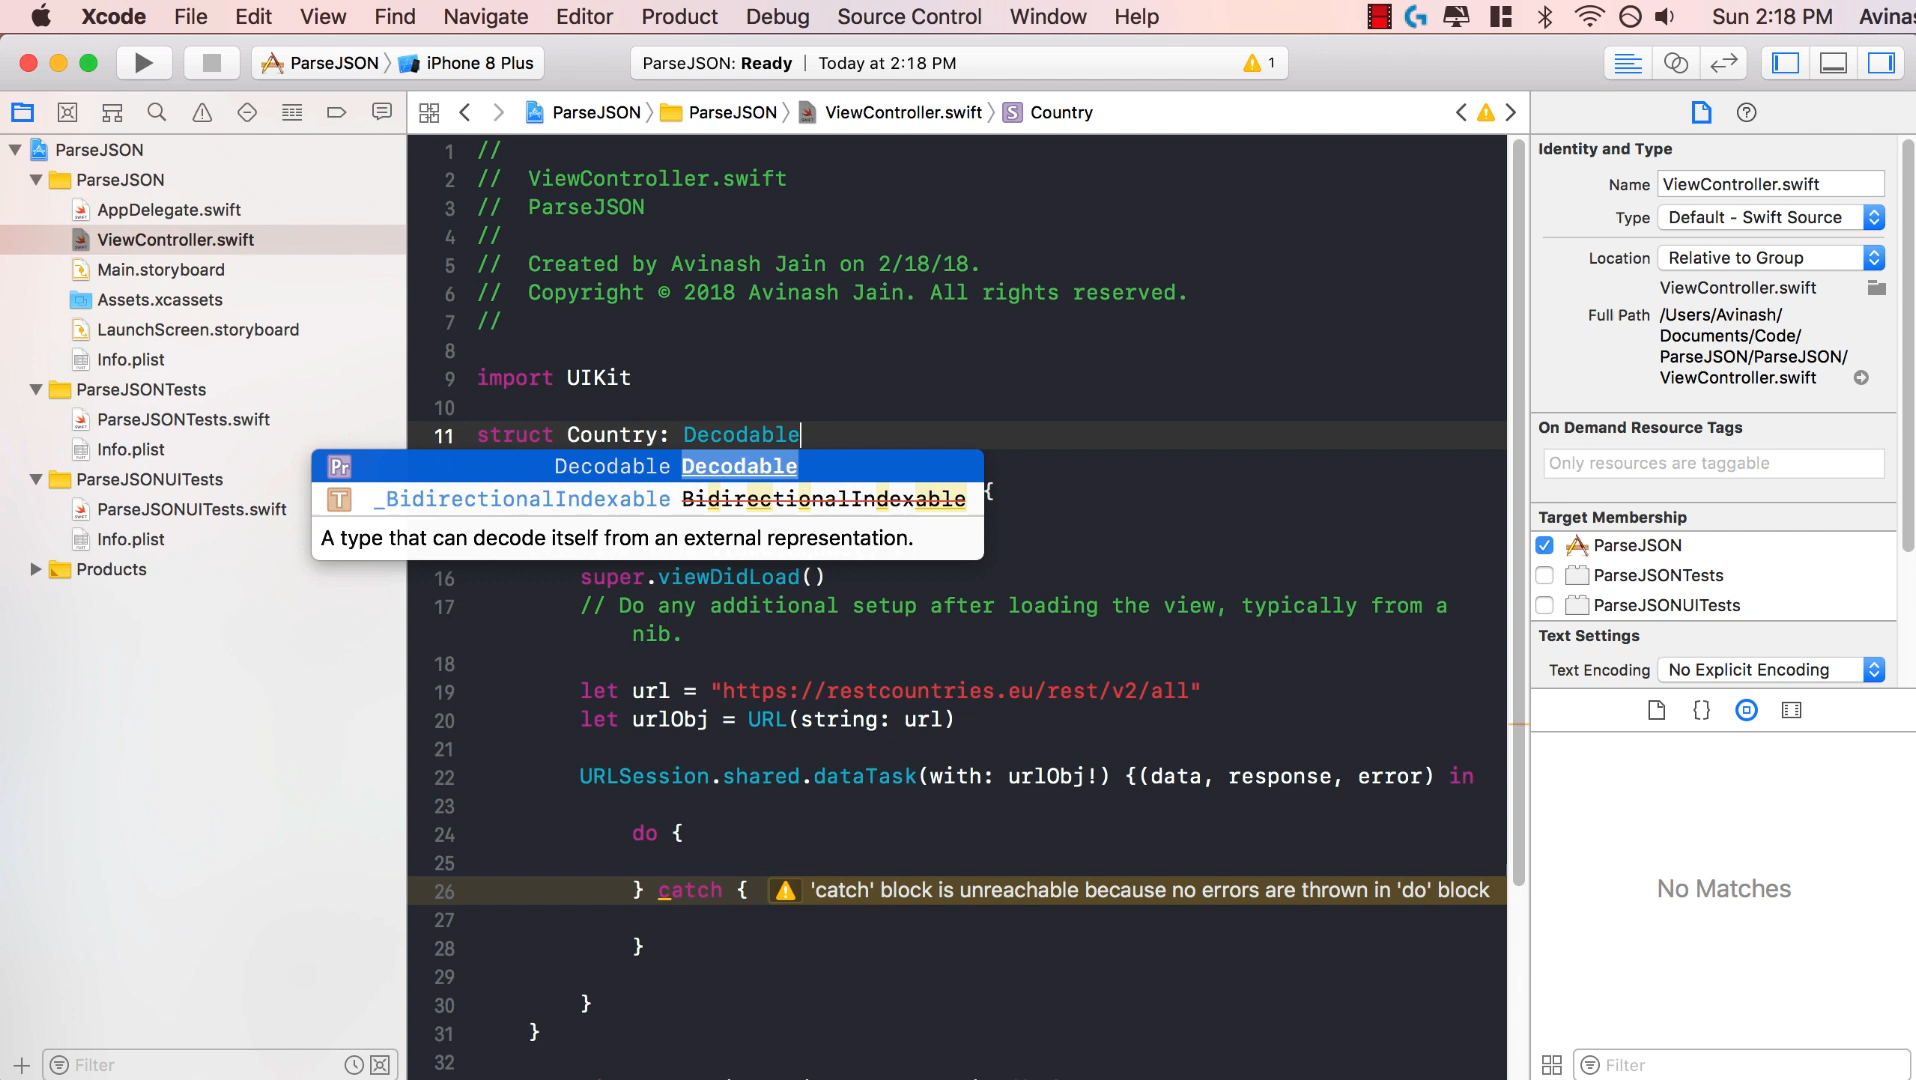 Xcode File Edit View Find Navigate Editor Product Debug Source Control Window Help Sun 2:18 PM Avinas
ParseJSON iPhone 8 Plus ParseJSON: Ready Today at 2:18 PM 1
ParseJSON ParseJSON ViewController.swift S Country
ParseJSON
ParseJSON
AppDelegate.swift
ViewController.swift
Main.storyboard
Assets.xcassets
LaunchScreen.storyboard
Info.plist
ParseJSONTests
ParseJSONTests.swift
Info.plist
ParseJSONUITests
ParseJSONUITests.swift
Info.plist
Products
Filter
1 //
2 // ViewController.swift
3 // ParseJSON
4 //
5 // Created by Avinash Jain on 2/18/18.
6 // Copyright © 2018 Avinash Jain. All rights reserved.
7 //
8
9 import UIKit
10
11 struct Country: Decodable
Pr Decodable Decodable
T _BidirectionalIndexable BidirectionalIndexable {
A type that can decode itself from an external representation.
16 super.viewDidLoad()
17 // Do any additional setup after loading the view, typically from a
nib.
18
19 let url = "https://restcountries.eu/rest/v2/all"
20 let urlObj = URL(string: url)
21
22 URLSession.shared.dataTask(with: urlObj!) {(data, response, error) in
23
24 do {
25
26 } catch { 'catch' block is unreachable because no errors are thrown in 'do' block
27
28 }
29
30 }
31 }
32
Identity and Type
Name ViewController.swift
Type Default - Swift Source
Location Relative to Group
ViewController.swift
Full Path /Users/Avinash/
Documents/Code/
ParseJSON/ParseJSON/
ViewController.swift
On Demand Resource Tags
Only resources are taggable
Target Membership
ParseJSON
ParseJSONTests
ParseJSONUITests
Text Settings
Text Encoding No Explicit Encoding
{}
No Matches
Filter